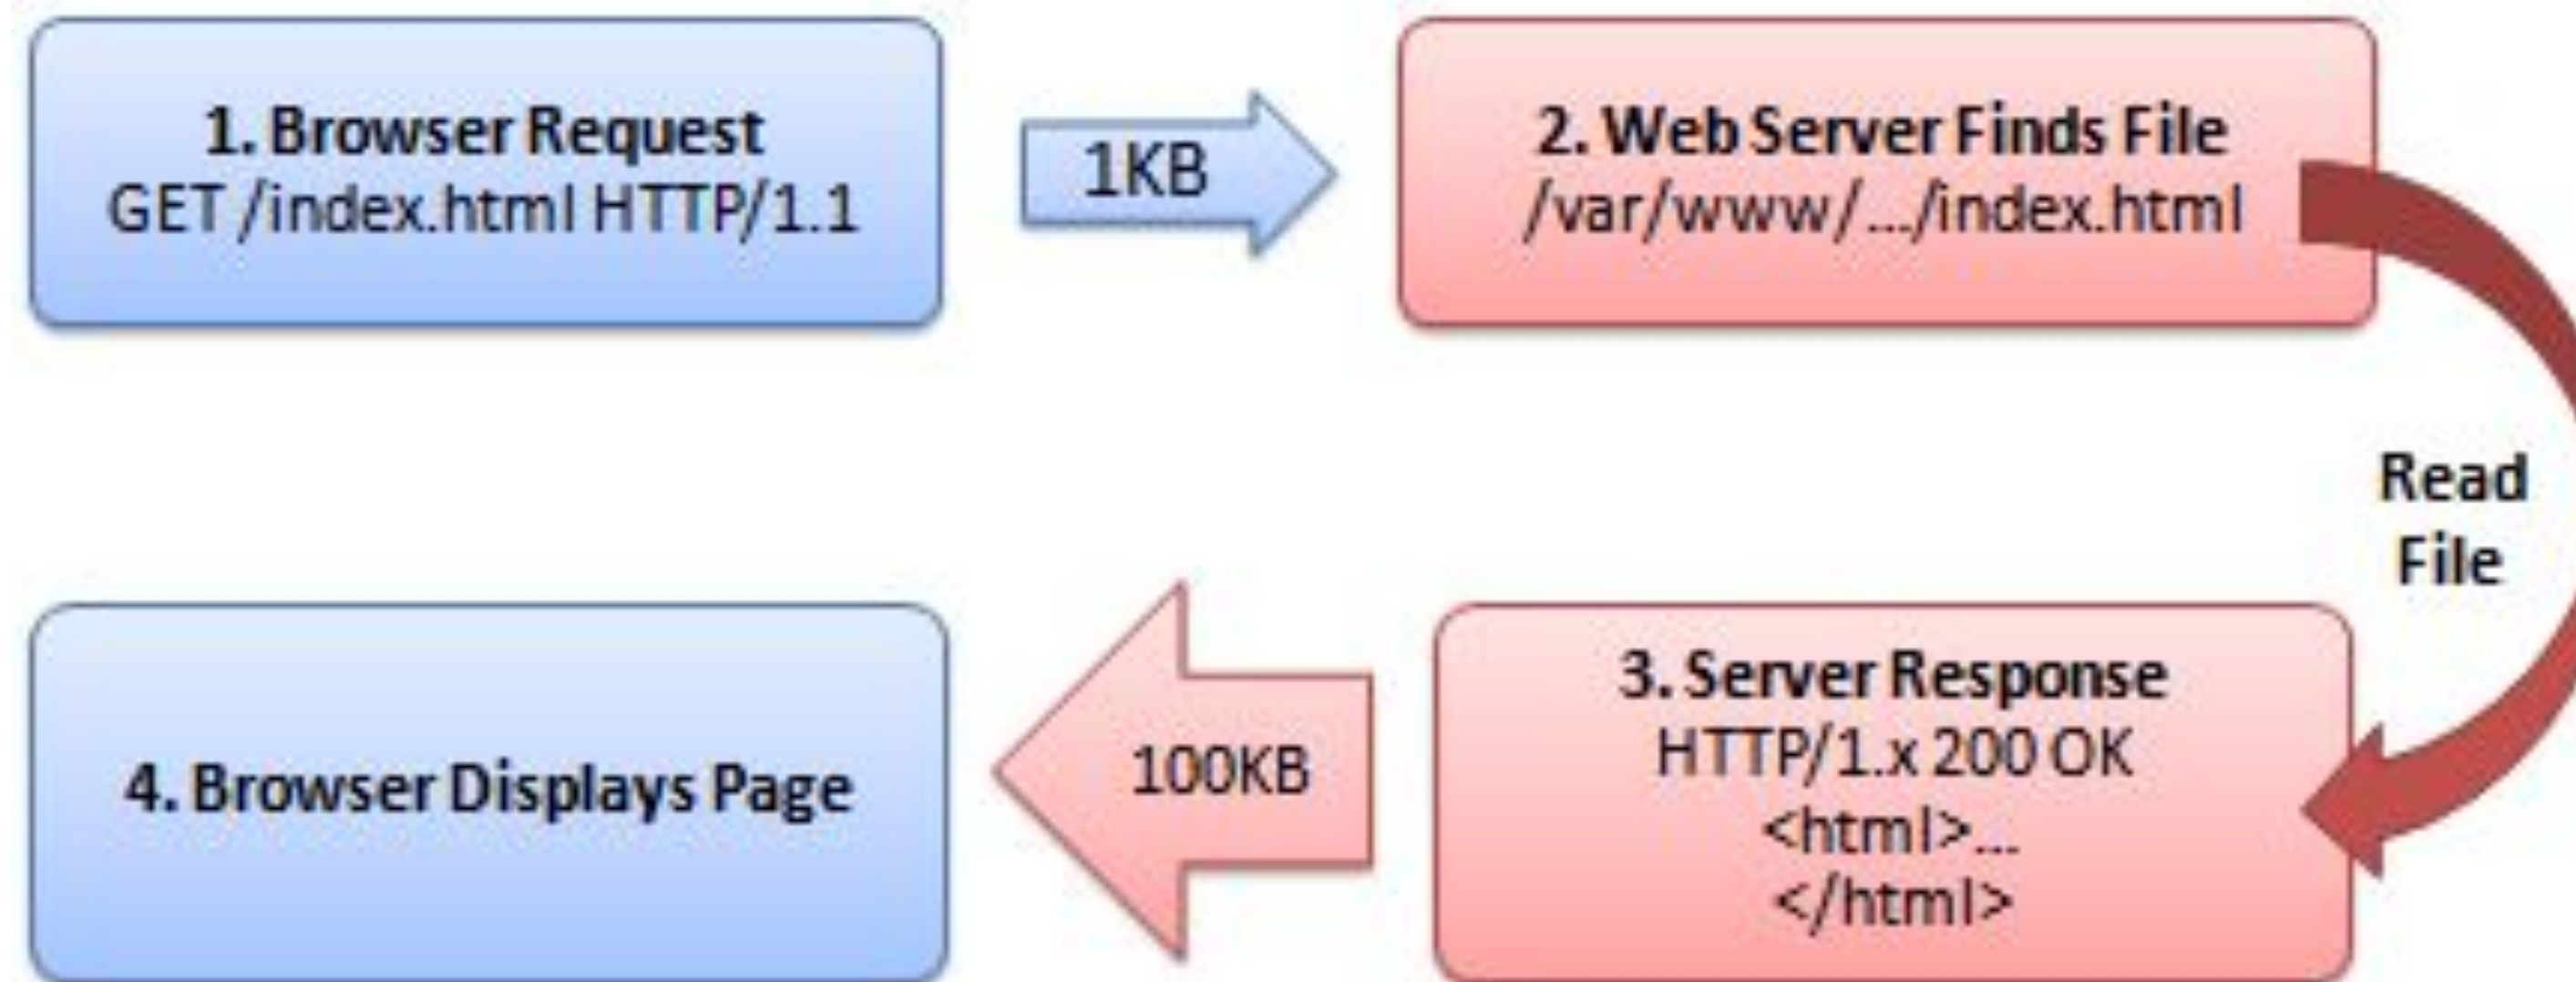 1. Browser Request
GET /index.html HTTP/1.1
1KB
2. Web Server Finds File
/var/www/.../index.html
Read
File
3. Server Response
HTTP/1.x 200 OK
<html>...
</html>
100KB
4. Browser Displays Page